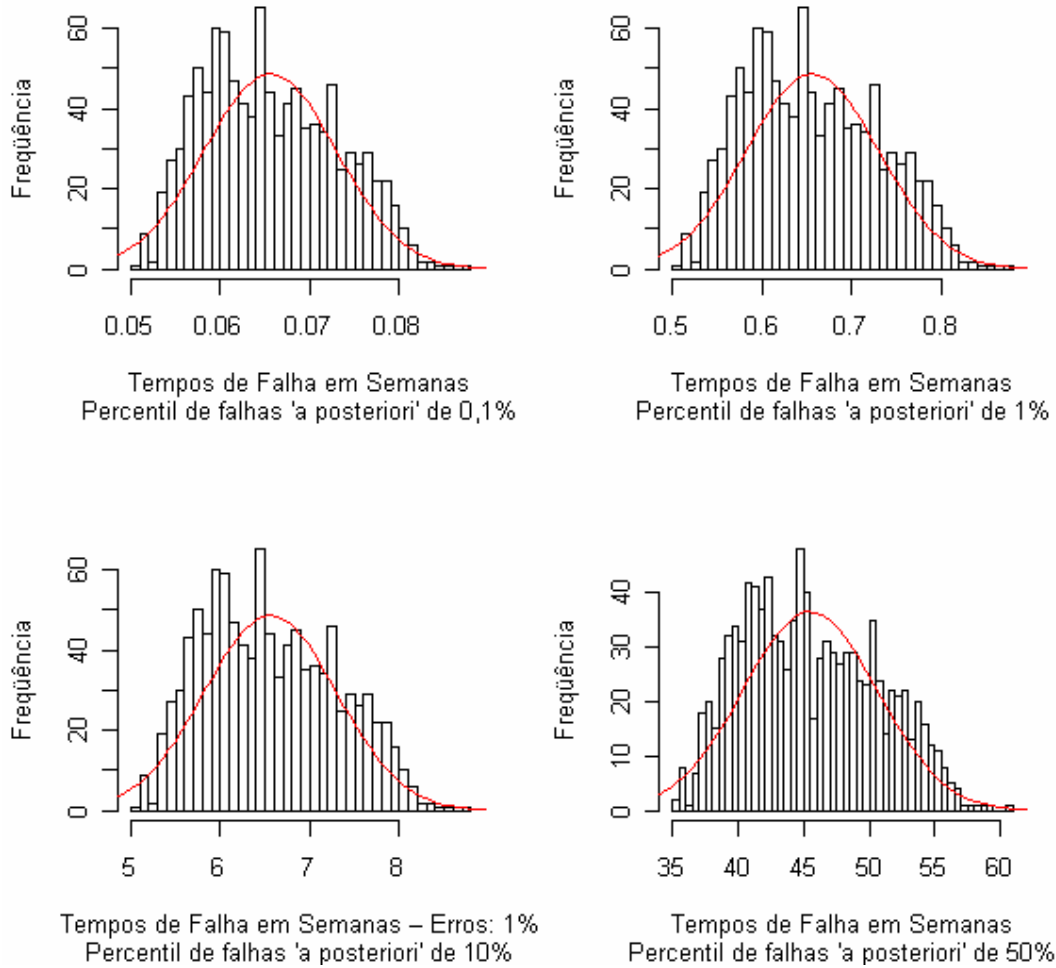 Freqüência
0 20 40 60
0.05 0.06 0.07 0.08
Tempos de Falha em Semanas
Percentil de falhas 'a posteriori' de 0,1%
Freqüência
0 20 40 60
0.5 0.6 0.7 0.8
Tempos de Falha em Semanas
Percentil de falhas 'a posteriori' de 1%
Freqüência
0 20 40 60
5 6 7 8
Tempos de Falha em Semanas – Erros: 1%
Percentil de falhas 'a posteriori' de 10%
Freqüência
0 10 20 30 40
35 40 45 50 55 60
Tempos de Falha em Semanas
Percentil de falhas 'a posteriori' de 50%